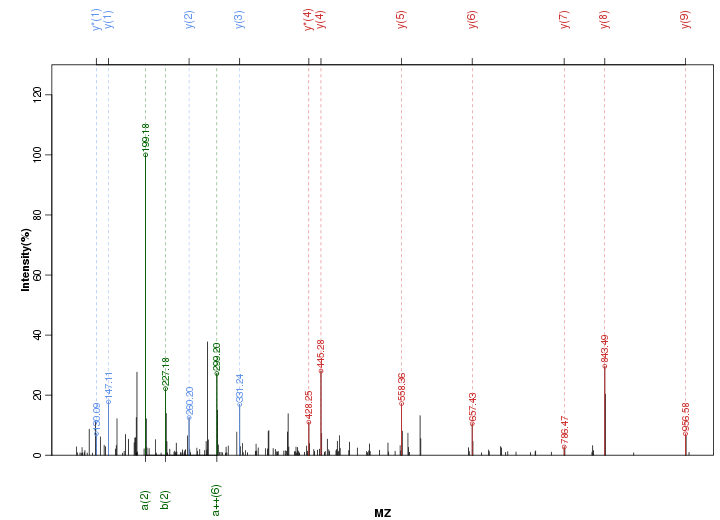 y*(1) y(1) y(2) y(3) y*(4) y(4) y(5) y(6) y(7) y(8) y(9)
Intensity(%)
120
100
80
60
40
20
0
130.09 147.11 199.18 227.18 260.20 299.20 331.24 428.25 445.28 558.36 657.43 786.47 843.49 956.58
a(2) b(2) a++(6)
MZ